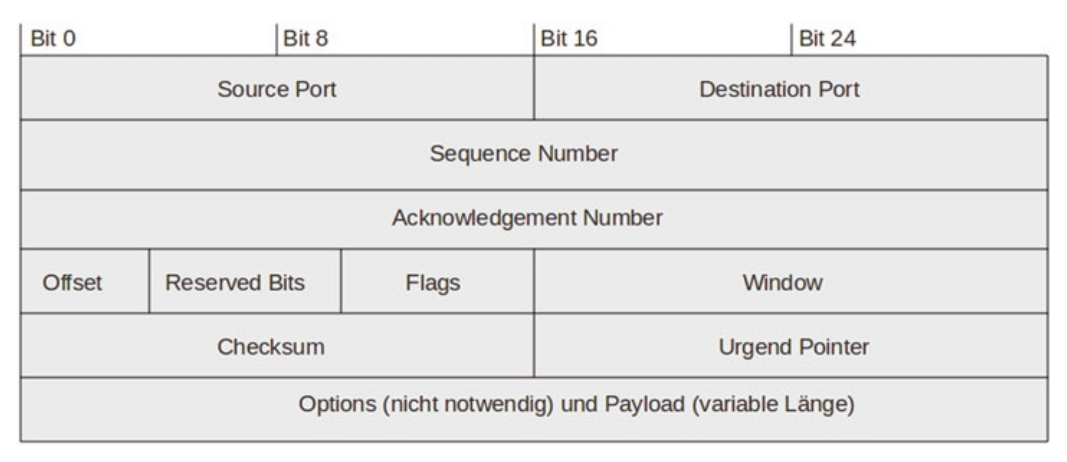 Bit 0 Bit 8 Bit 16 Bit 24
Source Port Destination Port
Sequence Number
Acknowledgement Number
Offset Reserved Bits Flags Window
Checksum Urgend Pointer
Options (nicht notwendig) und Payload (variable Länge)